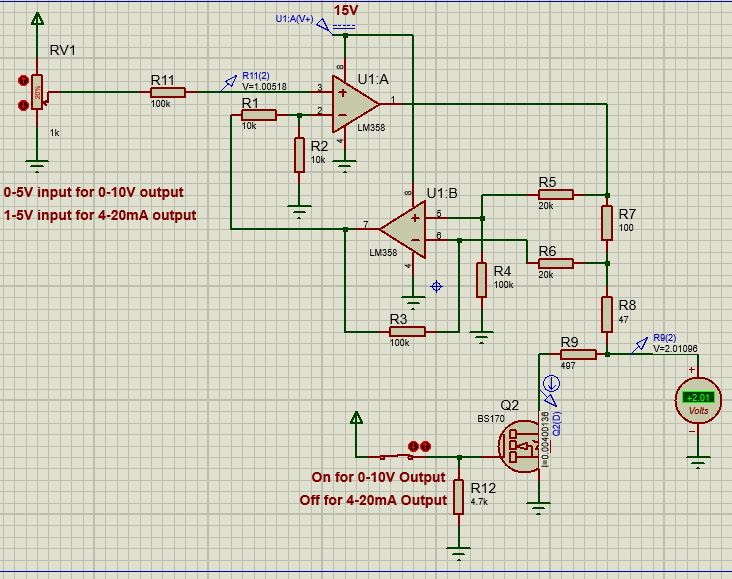 15V
U1:A(V+)
RV1
20%
1k
R11
100k
R11(2)
V=1.00518
R1
10k
R2
10k
3
2
8
4
1
U1:A
LM358
0-5V input for 0-10V output
1-5V input for 4-20mA output
U1:B
LM358
8
7
5
6
4
R5
20k
R7
100
R6
20k
R4
100k
R8
47
R3
100k
R9
497
R9(2)
V=2.01096
+2.01
Volts
Q2
BS170
Q2(D)
I=0.00400136
On for 0-10V Output
Off for 4-20mA Output
R12
4.7k